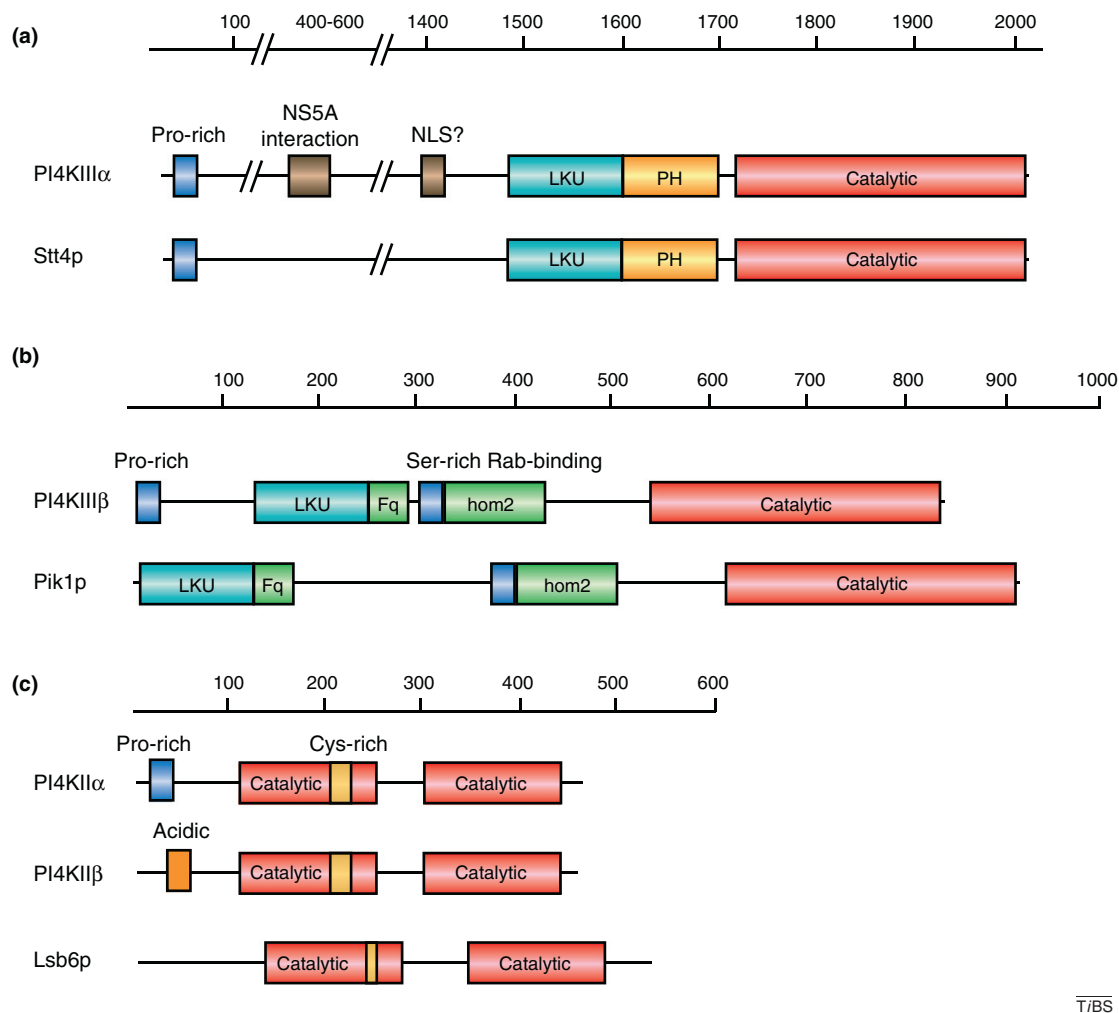 (a)
100 400-600 1400 1500 1600 1700 1800 1900 2000
Pro-rich NS5A interaction NLS?
PI4KIIIα LKU PH Catalytic
Stt4p LKU PH Catalytic
(b)
100 200 300 400 500 600 700 800 900 1000
Pro-rich Ser-rich Rab-binding
PI4KIIIβ LKU Fq hom2 Catalytic
Pik1p LKU Fq hom2 Catalytic
(c)
100 200 300 400 500 600
Pro-rich Cys-rich
PI4KIIα Catalytic Catalytic
Acidic
PI4KIIβ Catalytic Catalytic
Lsb6p Catalytic Catalytic
TiBS